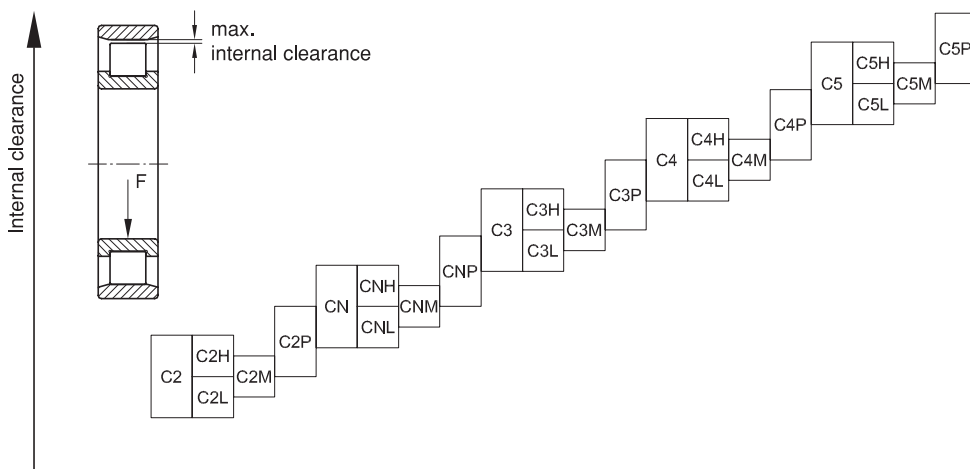 max.
internal clearance
Internal clearance
F
C2
C2H
C2L
C2M
C2P
CN
CNH
CNL
CNM
CNP
C3
C3H
C3L
C3M
C3P
C4
C4H
C4L
C4M
C4P
C5
C5H
C5L
C5M
C5P